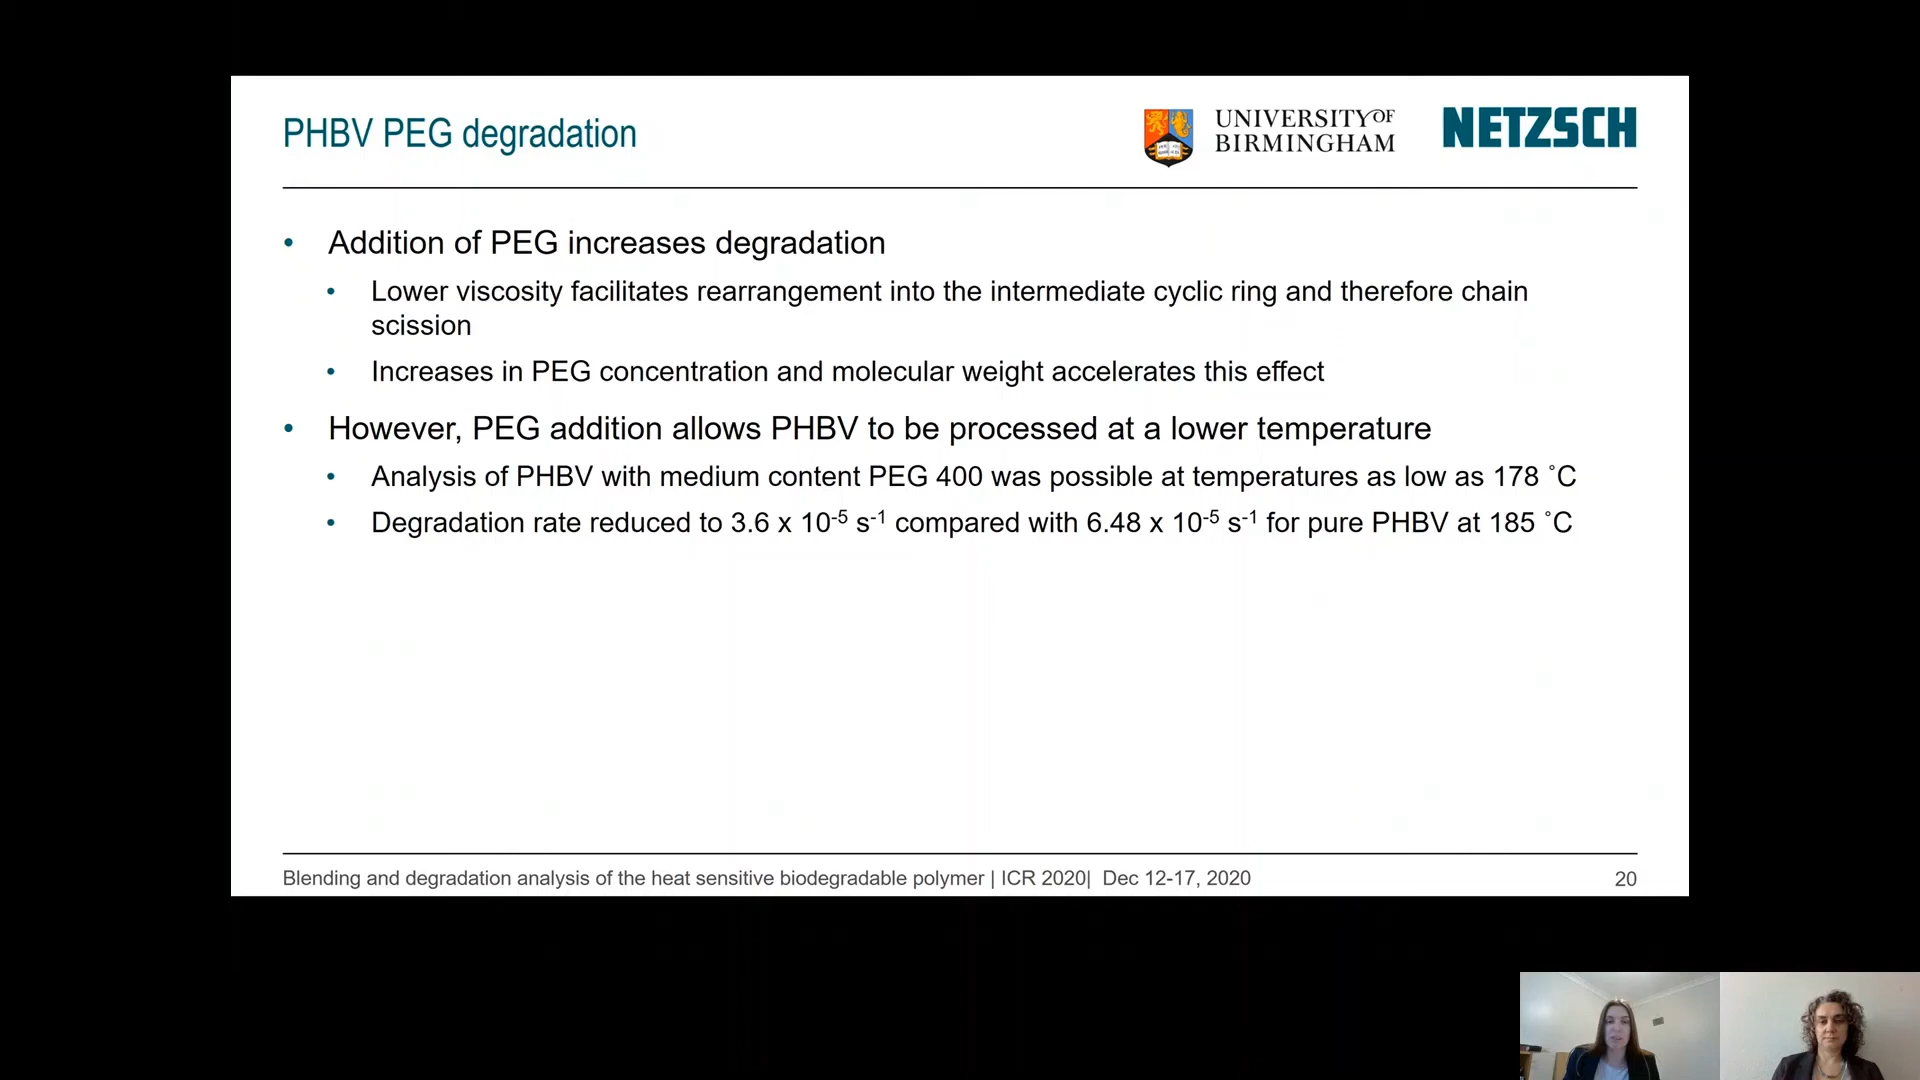 PHBV PEG degradation
UNIVERSITY OF
BIRMINGHAM
NETZSCH
• Addition of PEG increases degradation
• Lower viscosity facilitates rearrangement into the intermediate cyclic ring and therefore chain
scission
• Increases in PEG concentration and molecular weight accelerates this effect
• However, PEG addition allows PHBV to be processed at a lower temperature
• Analysis of PHBV with medium content PEG 400 was possible at temperatures as low as 178 ˚C
• Degradation rate reduced to 3.6 x 10⁻⁵ s⁻¹ compared with 6.48 x 10⁻⁵ s⁻¹ for pure PHBV at 185 ˚C
Blending and degradation analysis of the heat sensitive biodegradable polymer | ICR 2020| Dec 12-17, 2020
20